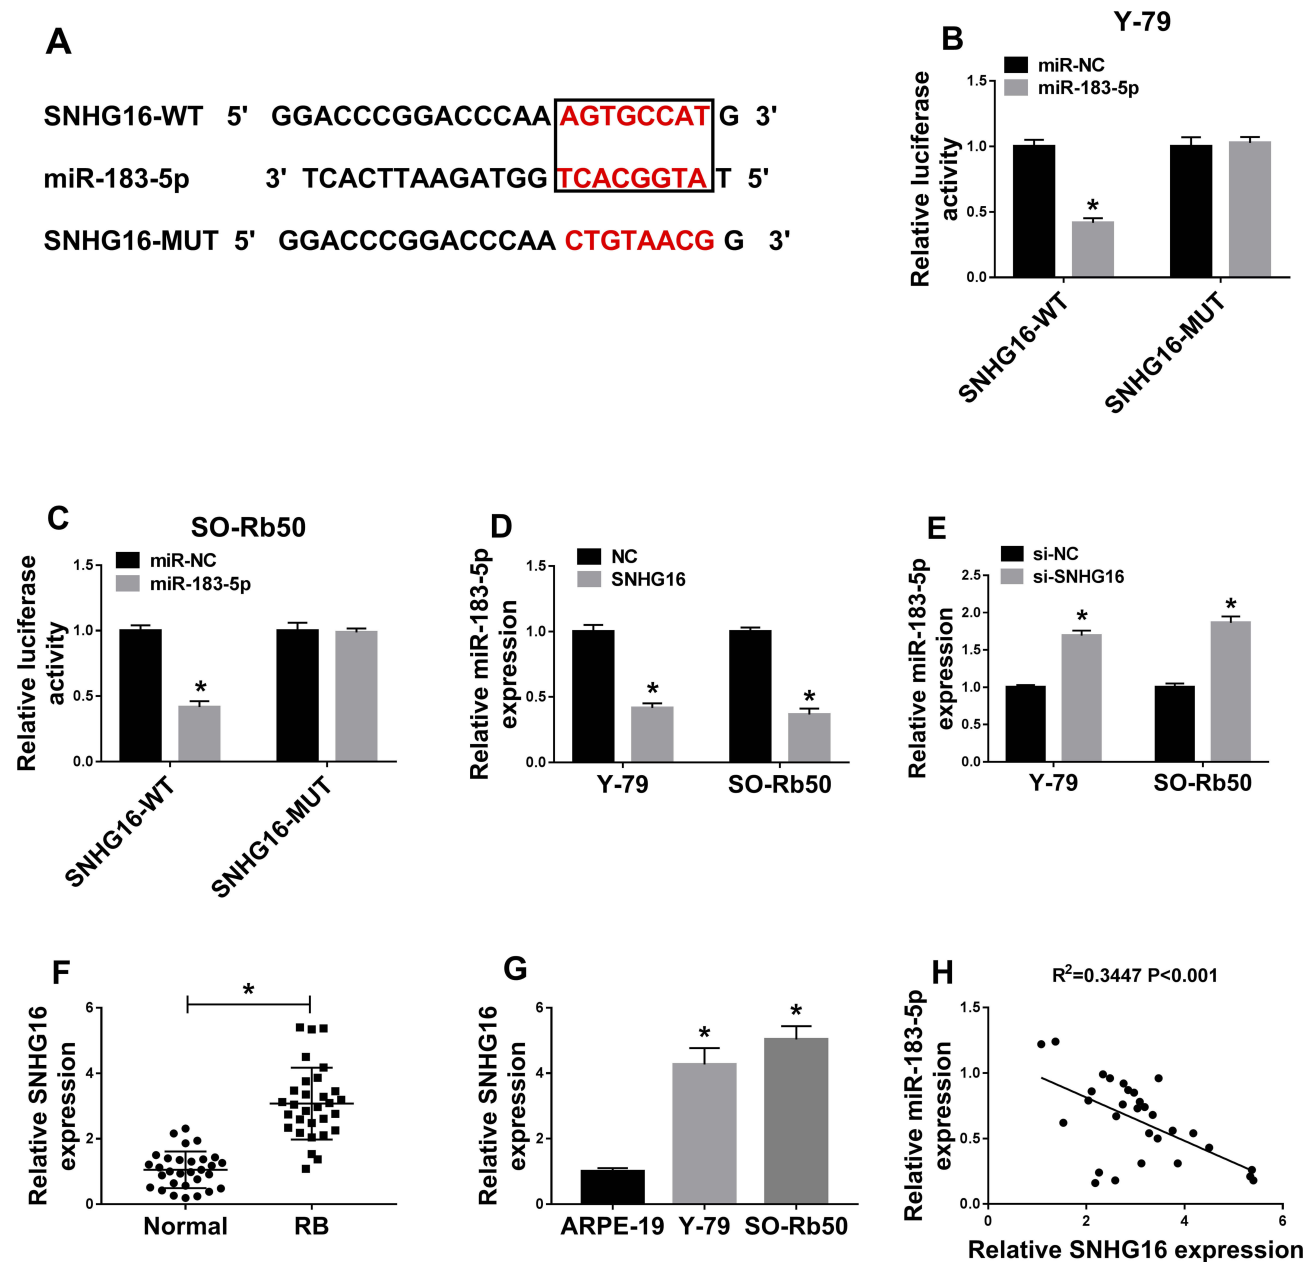 A
SNHG16-WT 5' GGACCCGGACCCAA AGTGCCAT G 3'
miR-183-5p 3' TCACTTAAGATGG TCACGGTA T 5'
SNHG16-MUT 5' GGACCCGGACCCAA CTGTAACG G 3'
B
Y-79
miR-NC
miR-183-5p
Relative luciferase
activity
1.5
1.0
0.5
0.0
*
SNHG16-WT
SNHG16-MUT
C
SO-Rb50
miR-NC
miR-183-5p
Relative luciferase
activity
1.5
1.0
0.5
0.0
*
SNHG16-WT
SNHG16-MUT
D
NC
SNHG16
Relative miR-183-5p
expression
1.5
1.0
0.5
0.0
*
*
Y-79
SO-Rb50
E
si-NC
si-SNHG16
Relative miR-183-5p
expression
2.5
2.0
1.5
1.0
0.5
0.0
*
*
Y-79
SO-Rb50
F
Relative SNHG16
expression
6
4
2
0
*
Normal
RB
G
Relative SNHG16
expression
6
4
2
0
*
*
ARPE-19
Y-79
SO-Rb50
H
R²=0.3447 P<0.001
Relative miR-183-5p
expression
1.5
1.0
0.5
0.0
0
2
4
6
Relative SNHG16 expression